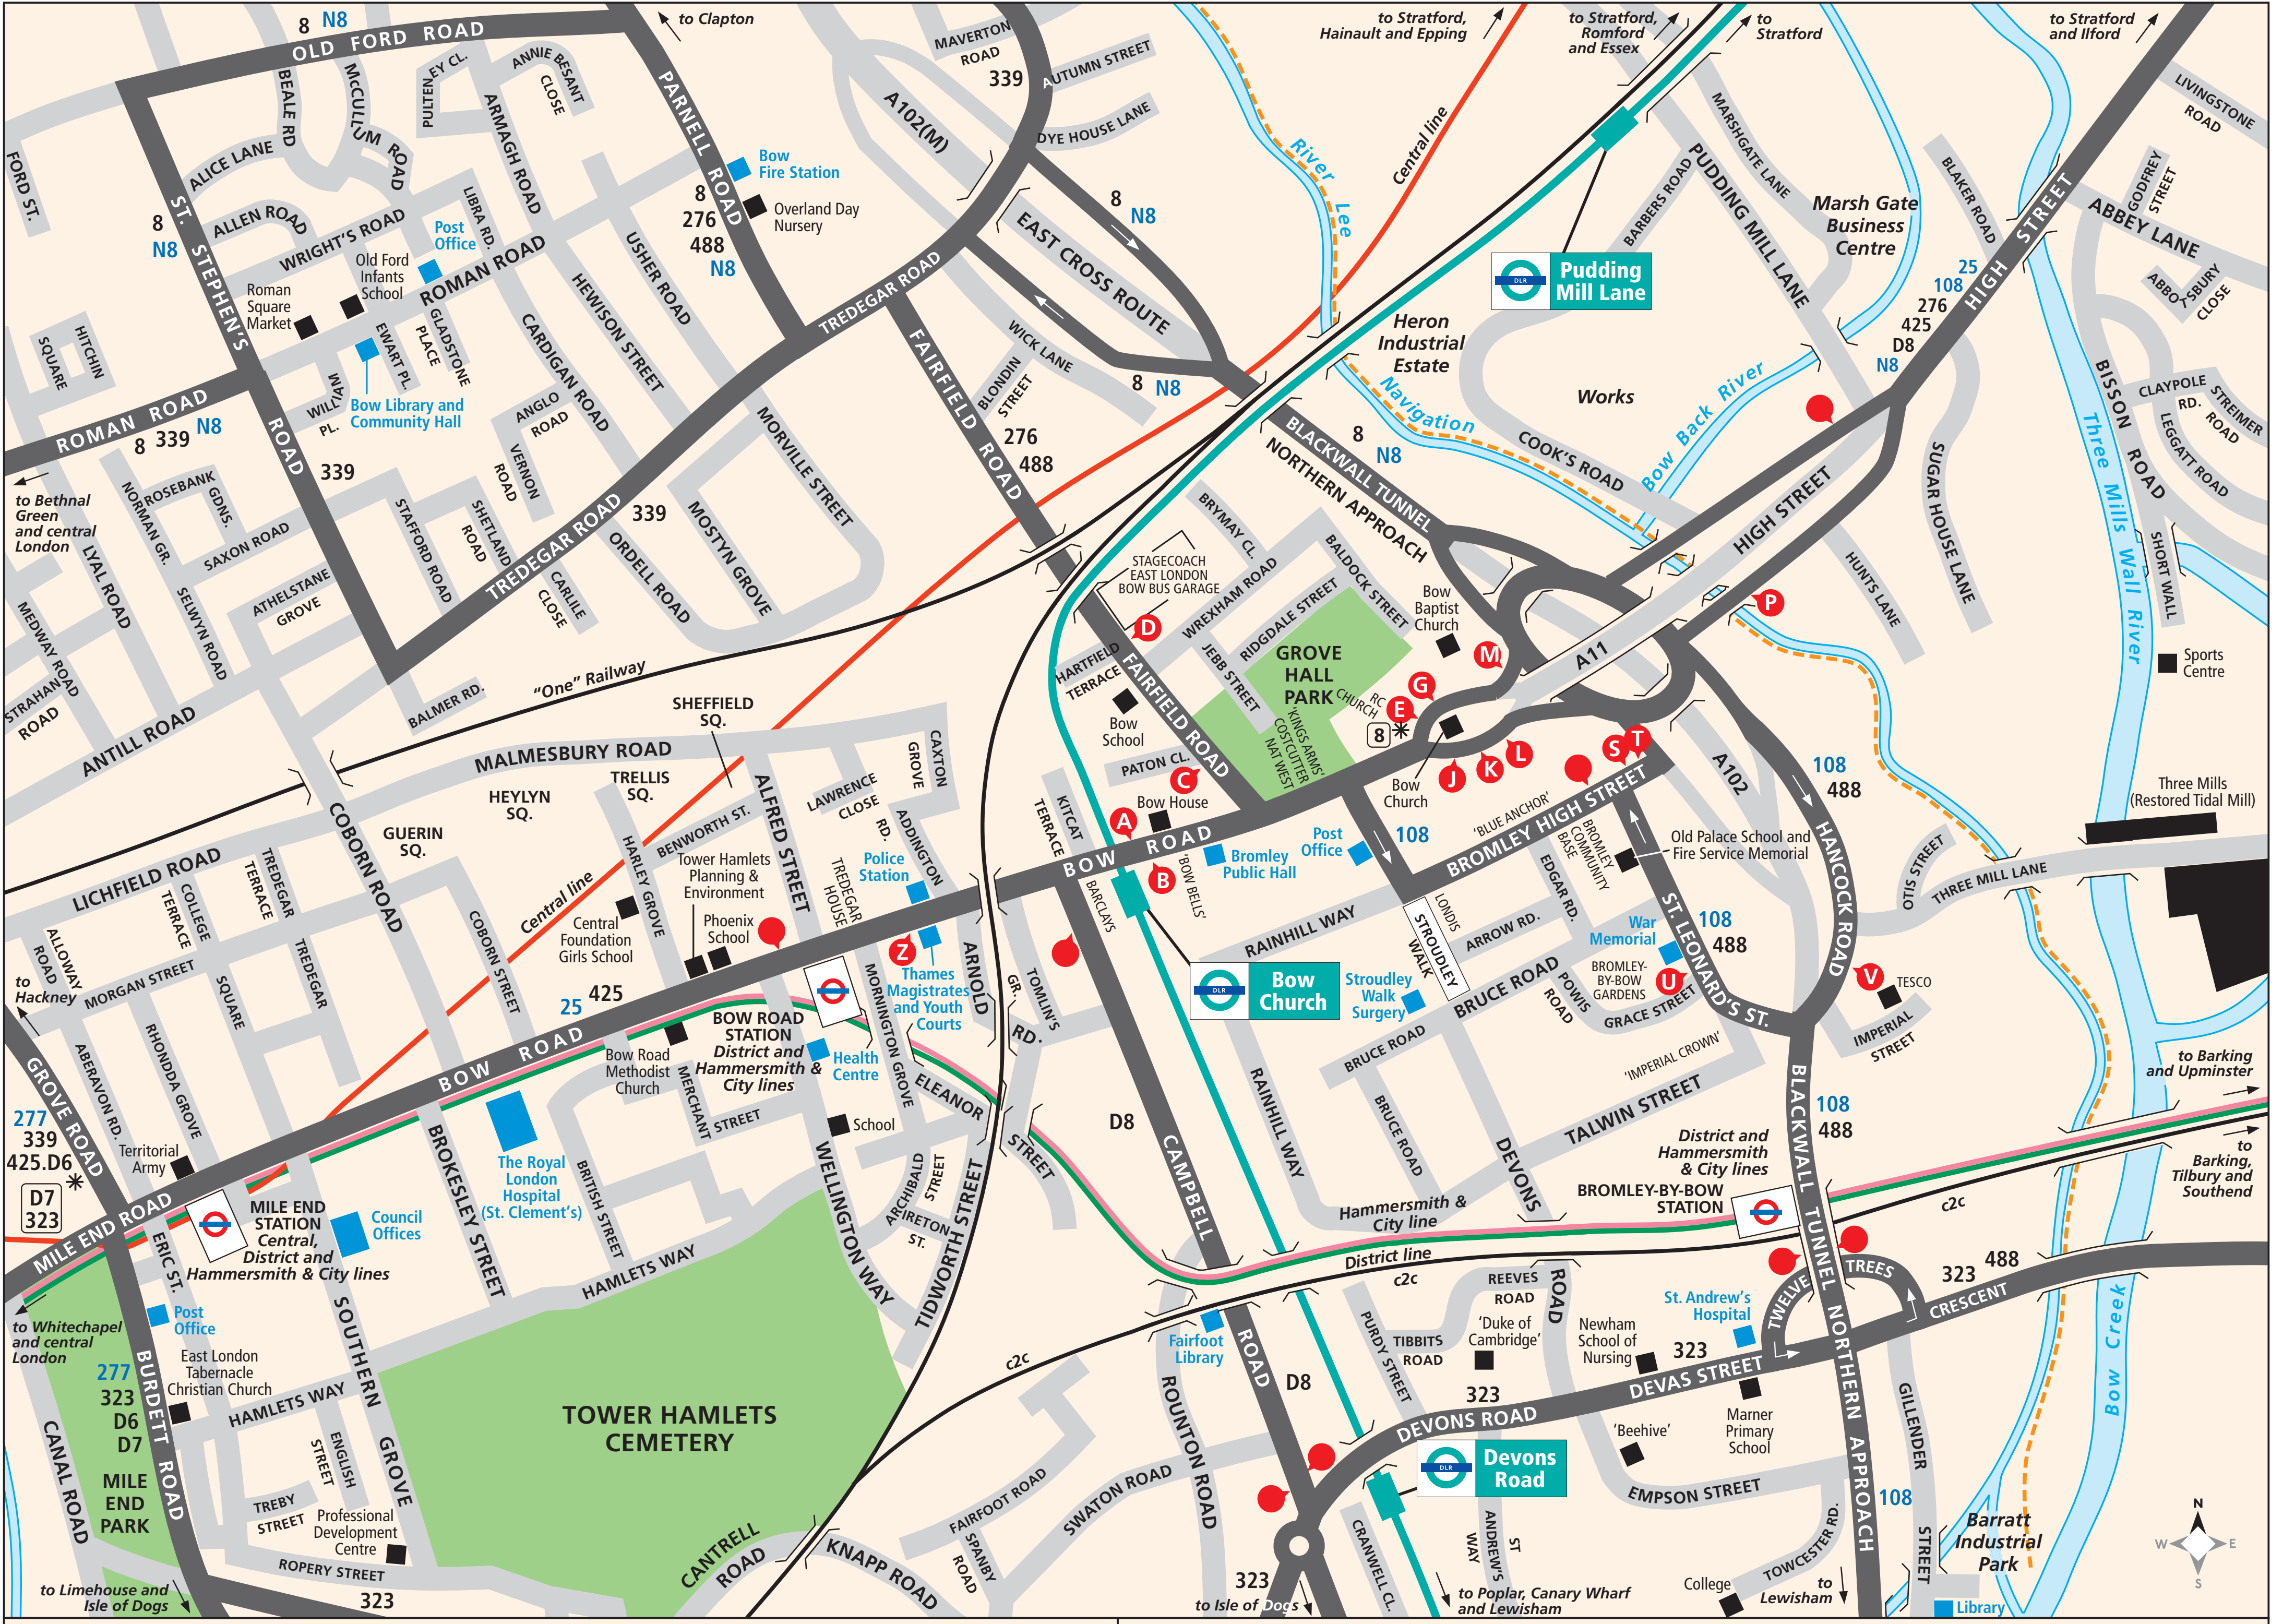 8 N8
OLD FORD ROAD
to Clapton
MAVERTON
ROAD
339
AUTUMN STREET
DYE HOUSE LANE
to Stratford,
Hainault and Epping
to Stratford,
Romford
and Essex
to
Stratford
to Stratford
and Ilford
LIVINGSTONE
ROAD
FORD ST.
BEALE RD
McCULLUM ROAD
PULTENEY CL.
ANNIE BESANT
CLOSE
ARMAGH ROAD
PARNELL ROAD
Bow
Fire Station
Overland Day
Nursery
8
276
488
N8
A102(M)
River Lee
Central line
MARSHGATE LANE
PUDDING MILL LANE
BARBERS ROAD
Marsh Gate
Business
Centre
BLAKER ROAD
GODFREY
STREET
ABBEY LANE
ABBOTSBURY
CLOSE
ALICE LANE
ALLEN ROAD
WRIGHT'S ROAD
LIBRA RD.
Post
Office
Old Ford
Infants
School
Roman
Square
Market
ROMAN ROAD
8
N8
ST. STEPHEN'S ROAD
USHER ROAD
HEWISON STREET
CARDIGAN ROAD
GLADSTONE
PLACE
EWART PL.
WILLIAM
PL.
Bow Library and
Community Hall
ANGLO
ROAD
VERNON
ROAD
HITCHIN
SQUARE
ROMAN ROAD
8 339 N8
to Bethnal
Green
and central
London
339
TREDEGAR ROAD
FAIRFIELD ROAD
EAST CROSS ROUTE
8
N8
WICK LANE
BLONDIN
STREET
8 N8
276
488
DLR
Pudding
Mill Lane
Heron
Industrial
Estate
Works
Navigation
Bow Back River
COOK'S ROAD
25
108
276
425
D8
N8
HIGH STREET
BISSON ROAD
CLAYPOLE
RD.
STREIMER
ROAD
LEGGATT ROAD
Three Mills Wall River
SHORT WALL
SUGAR HOUSE LANE
HUNTS LANE
HIGH STREET
BLACKWALL TUNNEL
NORTHERN APPROACH
8
N8
MORVILLE STREET
MOSTYN GROVE
ORDELL ROAD
TREDEGAR ROAD
339
CARLILE
CLOSE
SHETLAND
ROAD
STAFFORD ROAD
ROSEBANK
GDNS.
NORMAN GR.
SAXON ROAD
SELWYN ROAD
ATHELSTANE
GROVE
LYAL ROAD
MEDWAY ROAD
STRAHAN
ROAD
ANTILL ROAD
BALMER RD.
"One" Railway
STAGECOACH
EAST LONDON
BOW BUS GARAGE
BRYMAY CL.
WREXHAM ROAD
RIDGDALE STREET
BALDOCK STREET
JEBB STREET
HARTFIELD
TERRACE
FAIRFIELD ROAD
Bow
School
PATON CL.
Bow House
GROVE
HALL
PARK
RC
CHURCH
'KINGS ARMS'
COSTCUTTER
NAT WEST
Bow
Baptist
Church
D
M
G
E
8
P
A11
Bow
Church
J
K
L
S
T
C
A
B
Sports
Centre
Three Mills
(Restored Tidal Mill)
SHEFFIELD
SQ.
MALMESBURY ROAD
TRELLIS
SQ.
HEYLYN
SQ.
GUERIN
SQ.
COBORN ROAD
LICHFIELD ROAD
TREDEGAR
TERRACE
COLLEGE
TERRACE
ALLOWAY
ROAD
MORGAN STREET
TREDEGAR
SQUARE
COBORN STREET
Central line
HARLEY GROVE
BENWORTH ST.
ALFRED STREET
LAWRENCE
CLOSE
CAXTON
GROVE
ADDINGTON
RD.
Tower Hamlets
Planning &
Environment
Central
Foundation
Girls School
Phoenix
School
TREDEGAR
HOUSE
Police
Station
Z
Thames
Magistrates
and Youth
Courts
ARNOLD
RD.
TOMLIN'S
GR.
KITCAT
TERRACE
BOW ROAD
BARCLAYS
'BOW BELLS'
Bromley
Public Hall
Post
Office
108
'BLUE ANCHOR'
BROMLEY HIGH STREET
EDGAR RD.
BROMLEY
COMMUNITY
BASE
Old Palace School and
Fire Service Memorial
A102
108
488
HANCOCK ROAD
OTIS STREET
THREE MILL LANE
RAINHILL WAY
STROUDLEY
WALK
LONDIS
ARROW RD.
BRUCE ROAD
War
Memorial
BROMLEY-
BY-BOW
GARDENS
U
108
488
ST. LEONARD'S ST.
V
TESCO
IMPERIAL
STREET
POWIS
ROAD
GRACE STREET
DLR
Bow
Church
Stroudley
Walk
Surgery
BRUCE ROAD
BRUCE ROAD
'IMPERIAL CROWN'
TALWIN STREET
DEVONS ROAD
RAINHILL WAY
to
Hackney
GROVE ROAD
277
339
425.D6
D7
323
ABERAVON RD.
RHONDDA GROVE
Territorial
Army
25 425
BOW ROAD
BOW ROAD
STATION
District and
Hammersmith &
City lines
Bow Road
Methodist
Church
MERCHANT
STREET
Health
Centre
MORNINGTON GROVE
School
ELEANOR
STREET
D8
CAMPBELL ROAD
MILE END ROAD
MILE END
STATION
Central,
District and
Hammersmith & City lines
Council
Offices
The Royal
London
Hospital
(St. Clement's)
BROKESLEY STREET
BRITISH STREET
HAMLETS WAY
WELLINGTON WAY
ARCHIBALD
STREET
IRETON
ST.
TIDWORTH STREET
ERIC ST.
to Whitechapel
and central
London
Post
Office
SOUTHERN GROVE
East London
Tabernacle
Christian Church
277
323
D6
D7
BURDETT ROAD
HAMLETS WAY
ENGLISH
STREET
TREBY
STREET
CANAL ROAD
MILE
END
PARK
Professional
Development
Centre
ROPERY STREET
323
to Limehouse and
Isle of Dogs
TOWER HAMLETS
CEMETERY
CANTRELL
ROAD
KNAPP ROAD
c2c
FAIRFOOT ROAD
SPANBY
ROAD
SWATON ROAD
ROUNTON ROAD
Fairfoot
Library
D8
Hammersmith &
City line
District line
c2c
REEVES
ROAD
PURDY STREET
TIBBITS
ROAD
'Duke of
Cambridge'
323
DEVONS ROAD
DLR
Devons
Road
CRANWELL CL.
ST
ANDREW'S
WAY
323
to Isle of Dogs
to Poplar, Canary Wharf
and Lewisham
Newham
School of
Nursing
323
DEVAS STREET
St. Andrew's
Hospital
'Beehive'
Marner
Primary
School
EMPSON STREET
TOWCESTER RD.
College
to
Lewisham
District and
Hammersmith
& City lines
BROMLEY-BY-BOW
STATION
108
488
BLACKWALL TUNNEL NORTHERN APPROACH
TWELVE TREES CRESCENT
323 488
108
GILLENDER STREET
Barratt
Industrial
Park
Library
Bow Creek
c2c
to Barking
and Upminster
to
Barking,
Tilbury and
Southend
N
W E
S